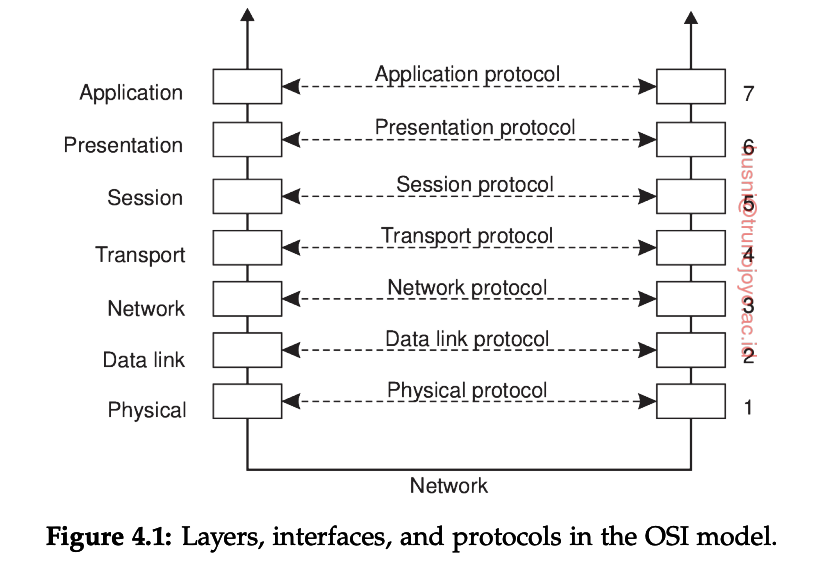 Application Application protocol 7
Presentation Presentation protocol 6
Session Session protocol 5
Transport Transport protocol 4
Network Network protocol 3
Data link Data link protocol 2
Physical Physical protocol 1
Network
Figure 4.1: Layers, interfaces, and protocols in the OSI model.
husni@trunojoyo.ac.id